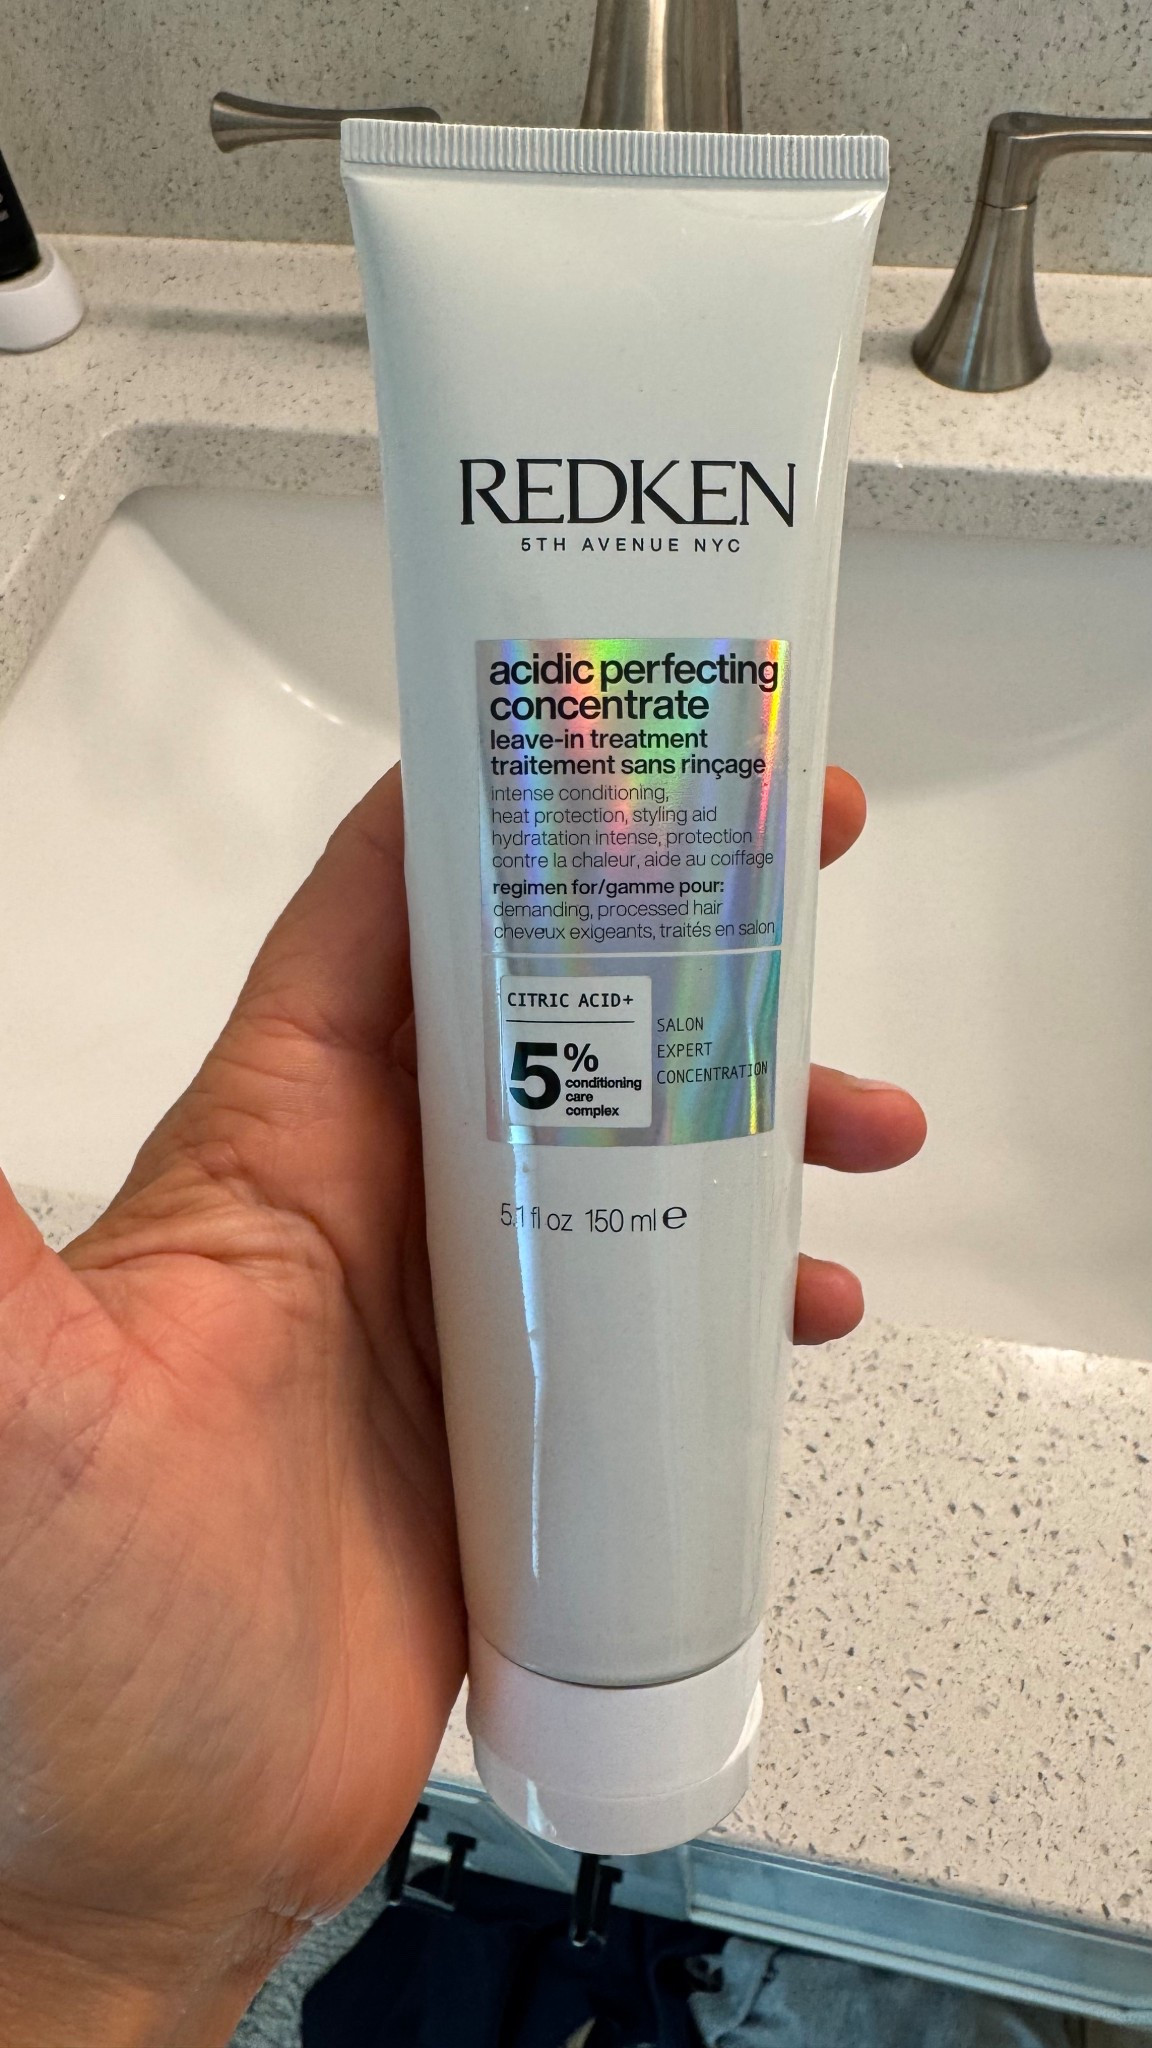 REDKEN
5TH AVENUE NYC
acidic perfecting
concentrate
leave-in treatment
traitement sans rinçage
intense conditioning,
heat protection, styling aid
hydratation intense, protection
contre la chaleur, aide au coiffage
regimen for/gamme pour:
demanding, processed hair
cheveux exigeants, traités en salon
CITRIC ACID+
5%
conditioning
care
complex
SALON
EXPERT
CONCENTRATION
5.1 fl oz 150 ml e